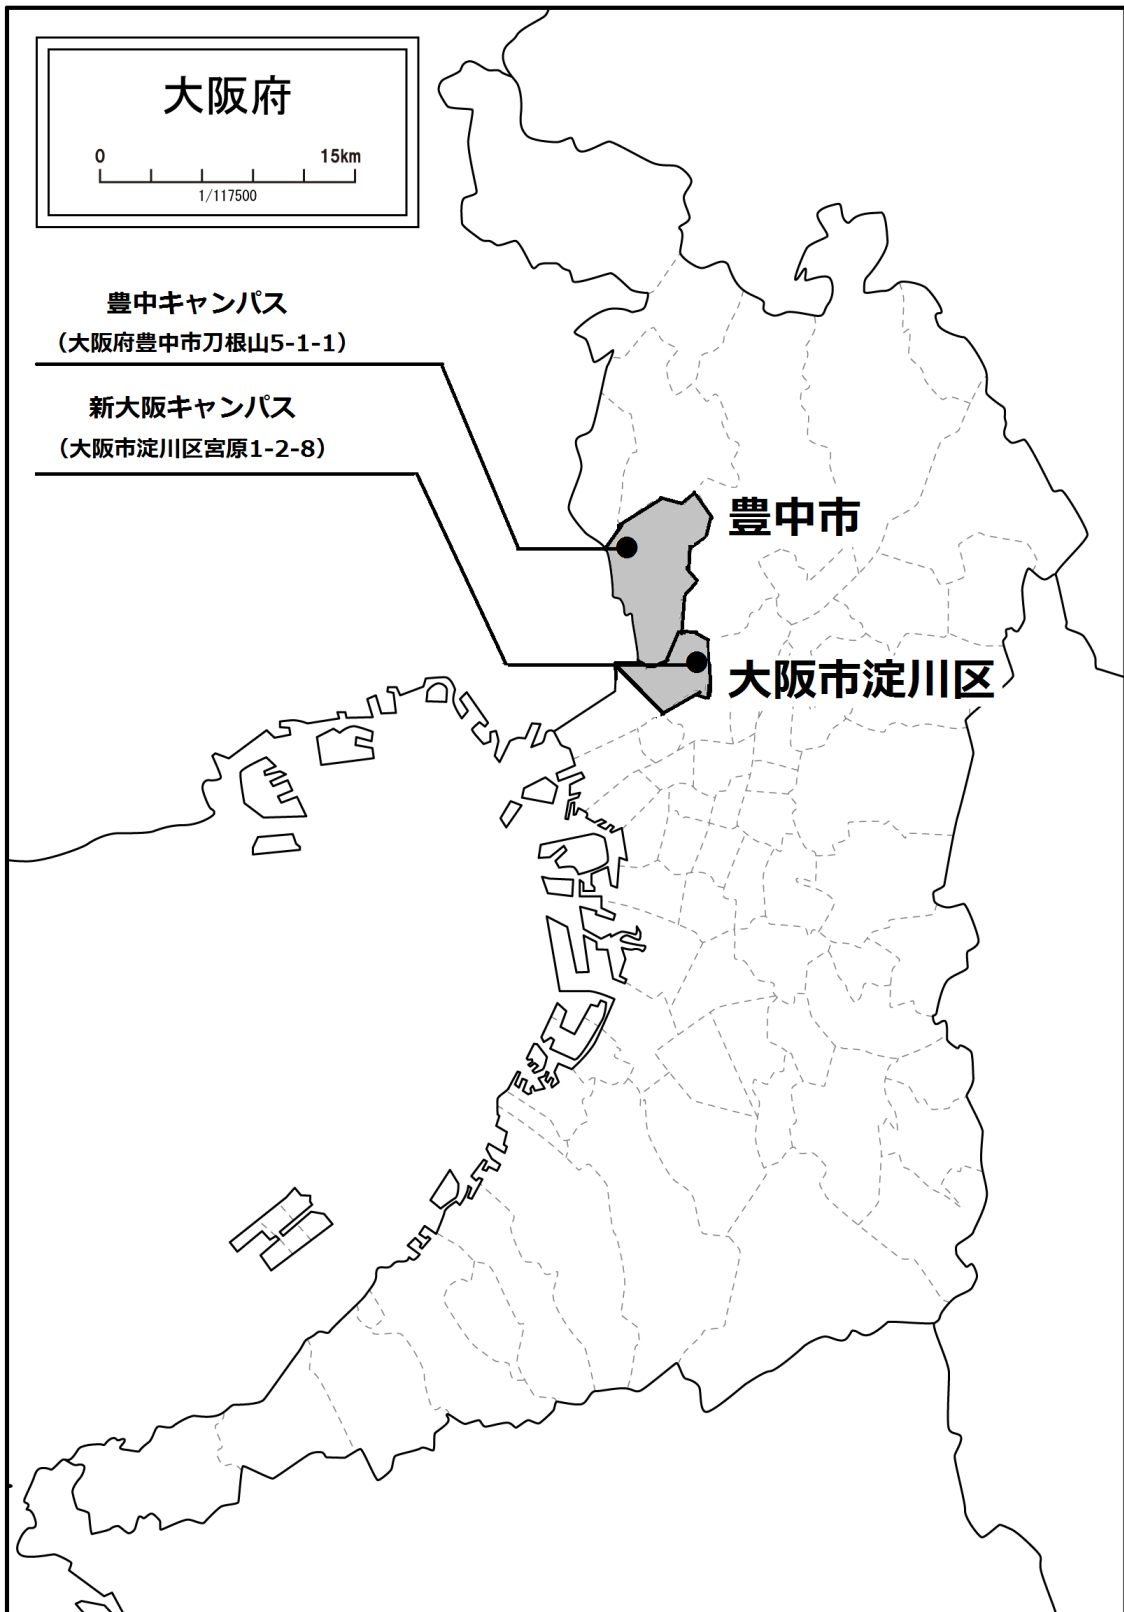 大阪府
0 15km
1/117500
豊中キャンパス
（大阪府豊中市刀根山5-1-1）
新大阪キャンパス
（大阪市淀川区宮原1-2-8）
豊中市
大阪市淀川区